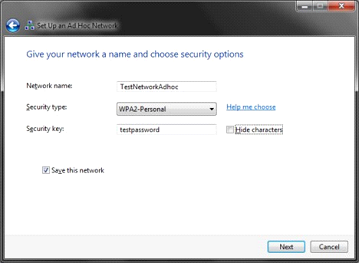 Set Up an Ad Hoc Network
Give your network a name and choose security options
Network name: TestNetworkAdhoc
Security type: WPA2-Personal Help me choose
Security key: testpassword Hide characters
Save this network
Next Cancel